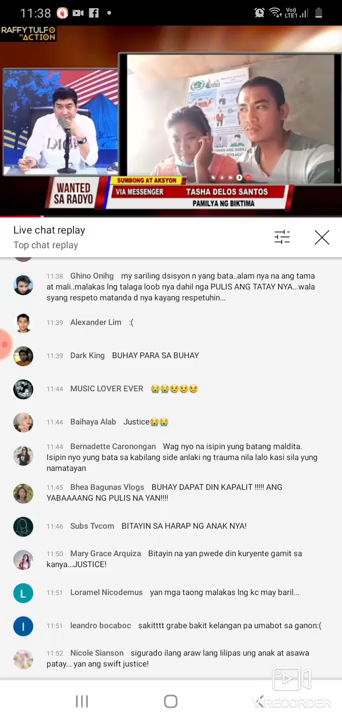 11:38
Vo)
LTE1
RAFFY TULFO
IN ACTION
WANTED
SA RADYO
SUMBONG AT AKSYON
VIA MESSENGER
TASHA DELOS SANTOS
PAMILYA NG BIKTIMA
Live chat replay
Top chat replay
11:38 Ghino Onihg my sariling dsisyon n yang bata..alam nya na ang tama
at mali..malakas lng talaga loob nya dahil nga PULIS ANG TATAY NYA...wala
syang respeto matanda d nya kayang respetuhin...
11:39 Alexander Lim :(
11:39 Dark King BUHAY PARA SA BUHAY
11:44 MUSIC LOVER EVER 😭😭😢😢😢
11:44 Baihaya Alab Justice😭😭
11:44 Bernadette Caronongan Wag nyo na isipin yung batang maldita.
Isipin nyo yung bata sa kabilang side anlaki ng trauma nila lalo kasi sila yung
namatayan
11:45 Bhea Bagunas Vlogs BUHAY DAPAT DIN KAPALIT !!!!! ANG
YABAAAANG NG PULIS NA YAN!!!!
11:46 Subs Tvcom BITAYIN SA HARAP NG ANAK NYA!
11:50 Mary Grace Arquiza Bitayin na yan pwede din kuryente gamit sa
kanya...JUSTICE!
L
11:51 Loramel Nicodemus yan mga taong malakas lng kc may baril...
I
11:51 leandro bocaboc sakitttt grabe bakit kelangan pa umabot sa ganon:(
11:52 Nicole Sianson sigurado ilang araw lang lilipas ung anak at asawa
patay... yan ang swift justice!
VRECORDER